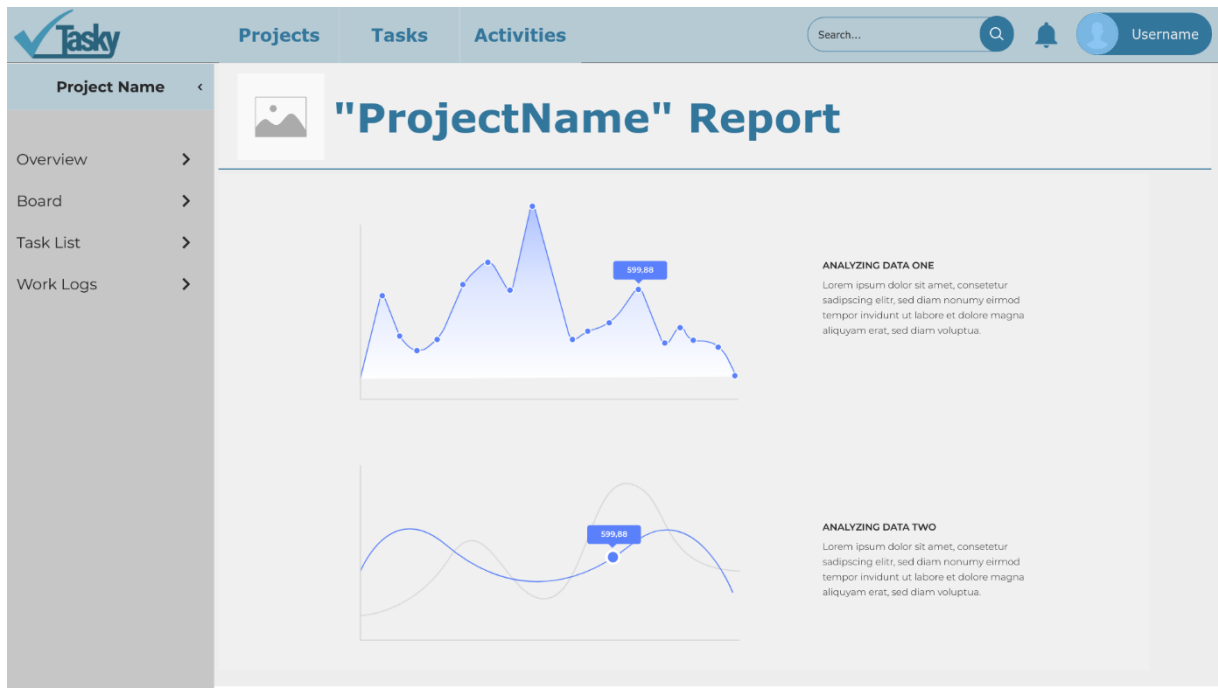 Tasky
Projects
Tasks
Activities
Search...
Username
Project Name
Overview
Board
Task List
Work Logs
"ProjectName" Report
599,88
ANALYZING DATA ONE
Lorem ipsum dolor sit amet, consetetur
sadipscing elitr, sed diam nonumy eirmod
tempor invidunt ut labore et dolore magna
aliquyam erat, sed diam voluptua.
599,88
ANALYZING DATA TWO
Lorem ipsum dolor sit amet, consetetur
sadipscing elitr, sed diam nonumy eirmod
tempor invidunt ut labore et dolore magna
aliquyam erat, sed diam voluptua.